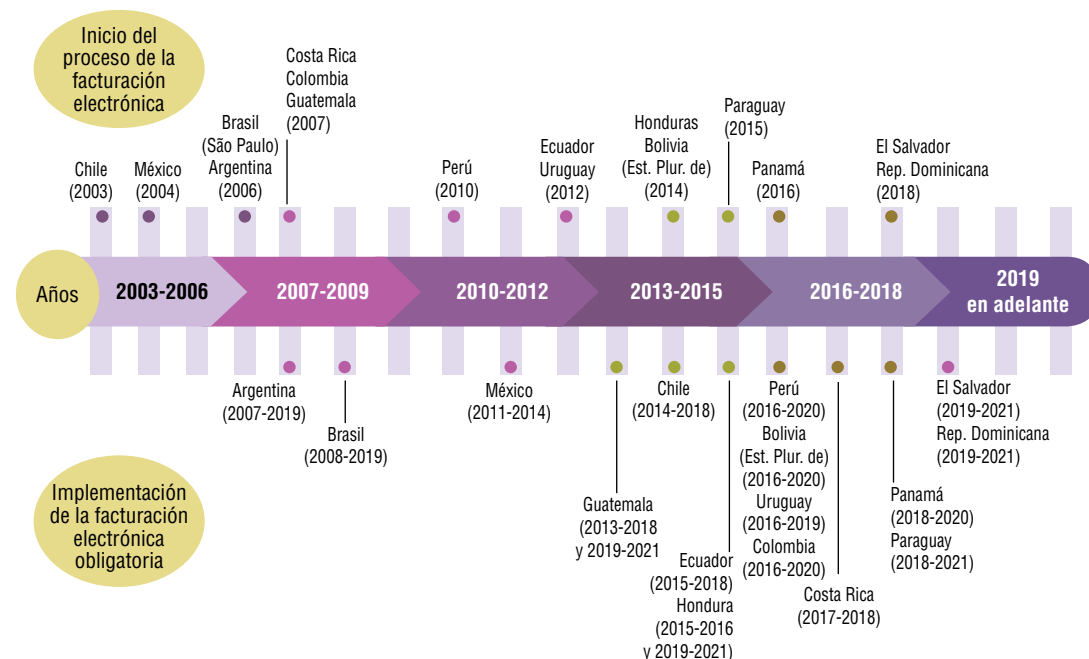 Inicio del
proceso de la
facturación
electrónica
Chile
(2003)
México
(2004)
Brasil
(São Paulo)
Argentina
(2006)
Costa Rica
Colombia
Guatemala
(2007)
Perú
(2010)
Ecuador
Uruguay
(2012)
Honduras
Bolivia
(Est. Plur. de)
(2014)
Paraguay
(2015)
Panamá
(2016)
El Salvador
Rep. Dominicana
(2018)
Años
2003-2006
2007-2009
2010-2012
2013-2015
2016-2018
2019
en adelante
Implementación
de la facturación
electrónica
obligatoria
Argentina
(2007-2019)
Brasil
(2008-2019)
México
(2011-2014)
Guatemala
(2013-2018
y 2019-2021
Chile
(2014-2018)
Ecuador
(2015-2018)
Hondura
(2015-2016
y 2019-2021)
Perú
(2016-2020)
Bolivia
(Est. Plur. de)
(2016-2020)
Uruguay
(2016-2019)
Colombia
(2016-2020)
Costa Rica
(2017-2018)
Panamá
(2018-2020)
Paraguay
(2018-2021)
El Salvador
(2019-2021)
Rep. Dominicana
(2019-2021)